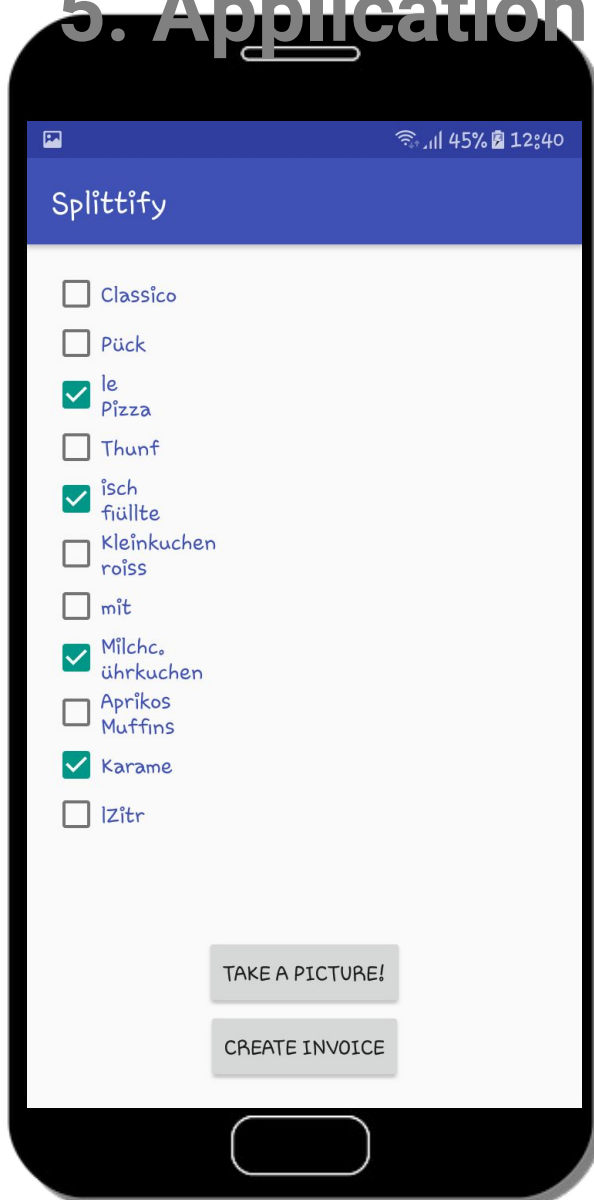 5. Application
45% 12:40
Splittify
Classico
Pück
le
Pizza
Thunf
isch
fiüllte
Kleinkuchen
roiss
mit
Milchc.
ührkuchen
Aprikos
Muffins
Karame
lZitr
TAKE A PICTURE!
CREATE INVOICE